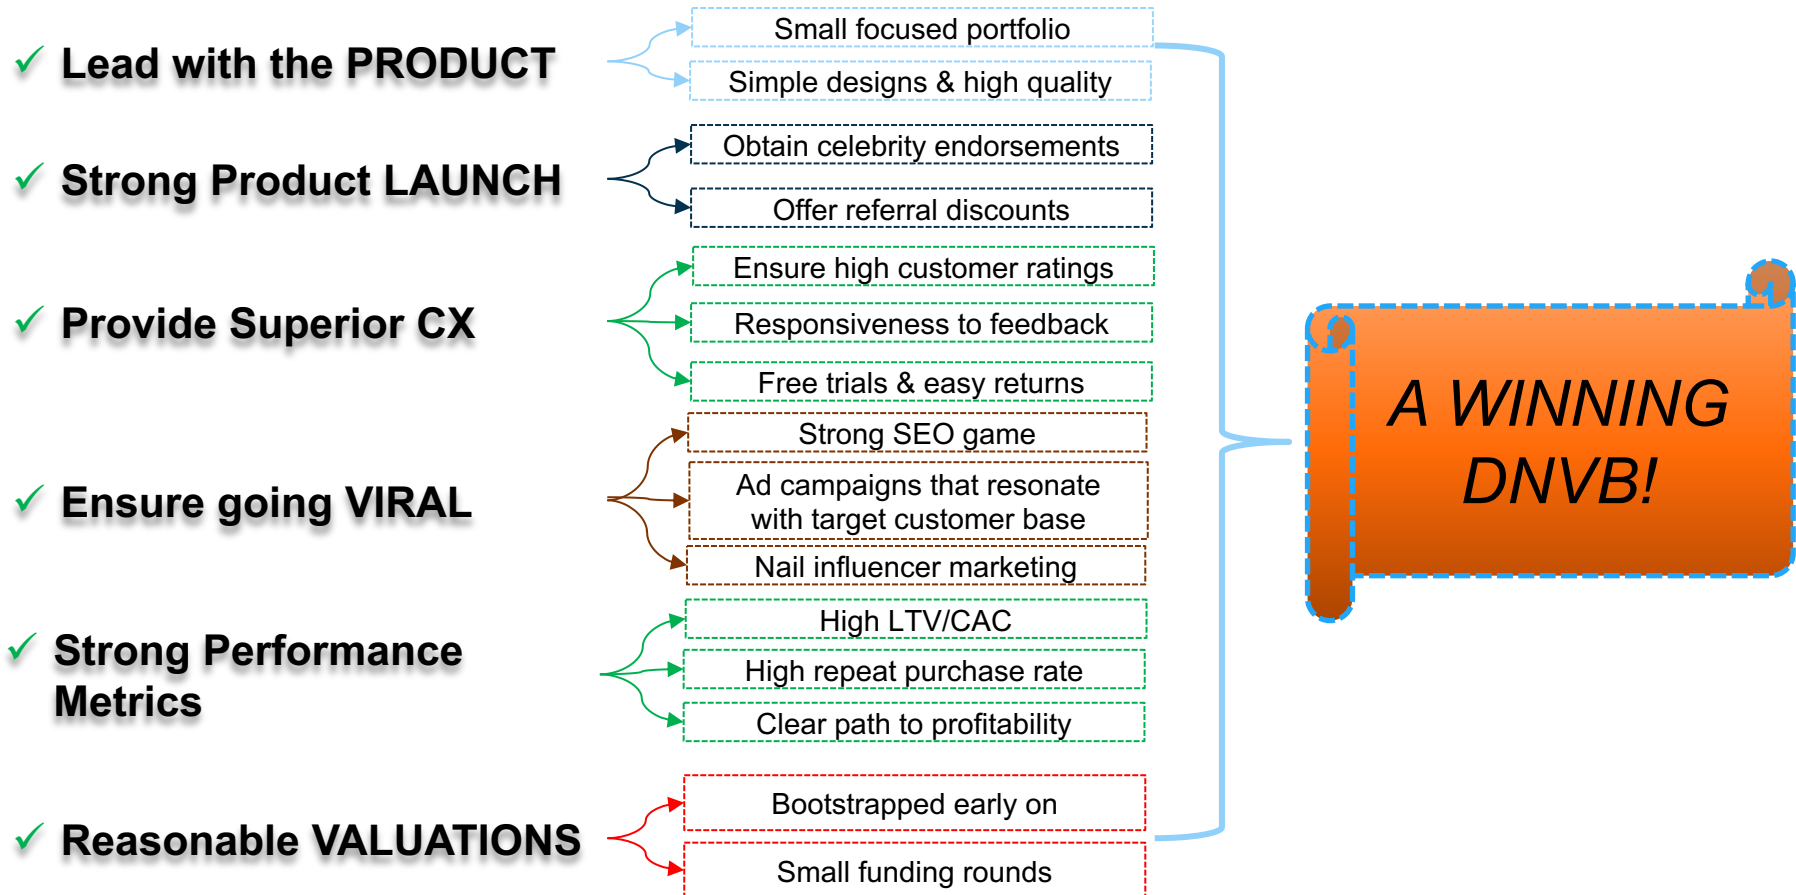 ✓ Lead with the PRODUCT
Small focused portfolio
Simple designs & high quality
✓ Strong Product LAUNCH
Obtain celebrity endorsements
Offer referral discounts
✓ Provide Superior CX
Ensure high customer ratings
Responsiveness to feedback
Free trials & easy returns
✓ Ensure going VIRAL
Strong SEO game
Ad campaigns that resonate
with target customer base
Nail influencer marketing
✓ Strong Performance
Metrics
High LTV/CAC
High repeat purchase rate
Clear path to profitability
✓ Reasonable VALUATIONS
Bootstrapped early on
Small funding rounds
A WINNING
DNVB!